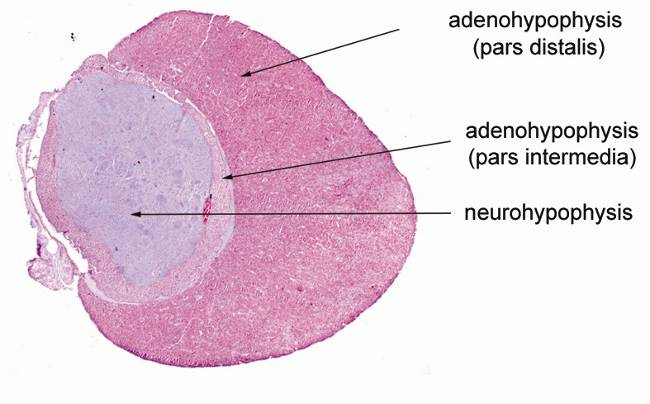 adenohypophysis
(pars distalis)
adenohypophysis
(pars intermedia)
neurohypophysis